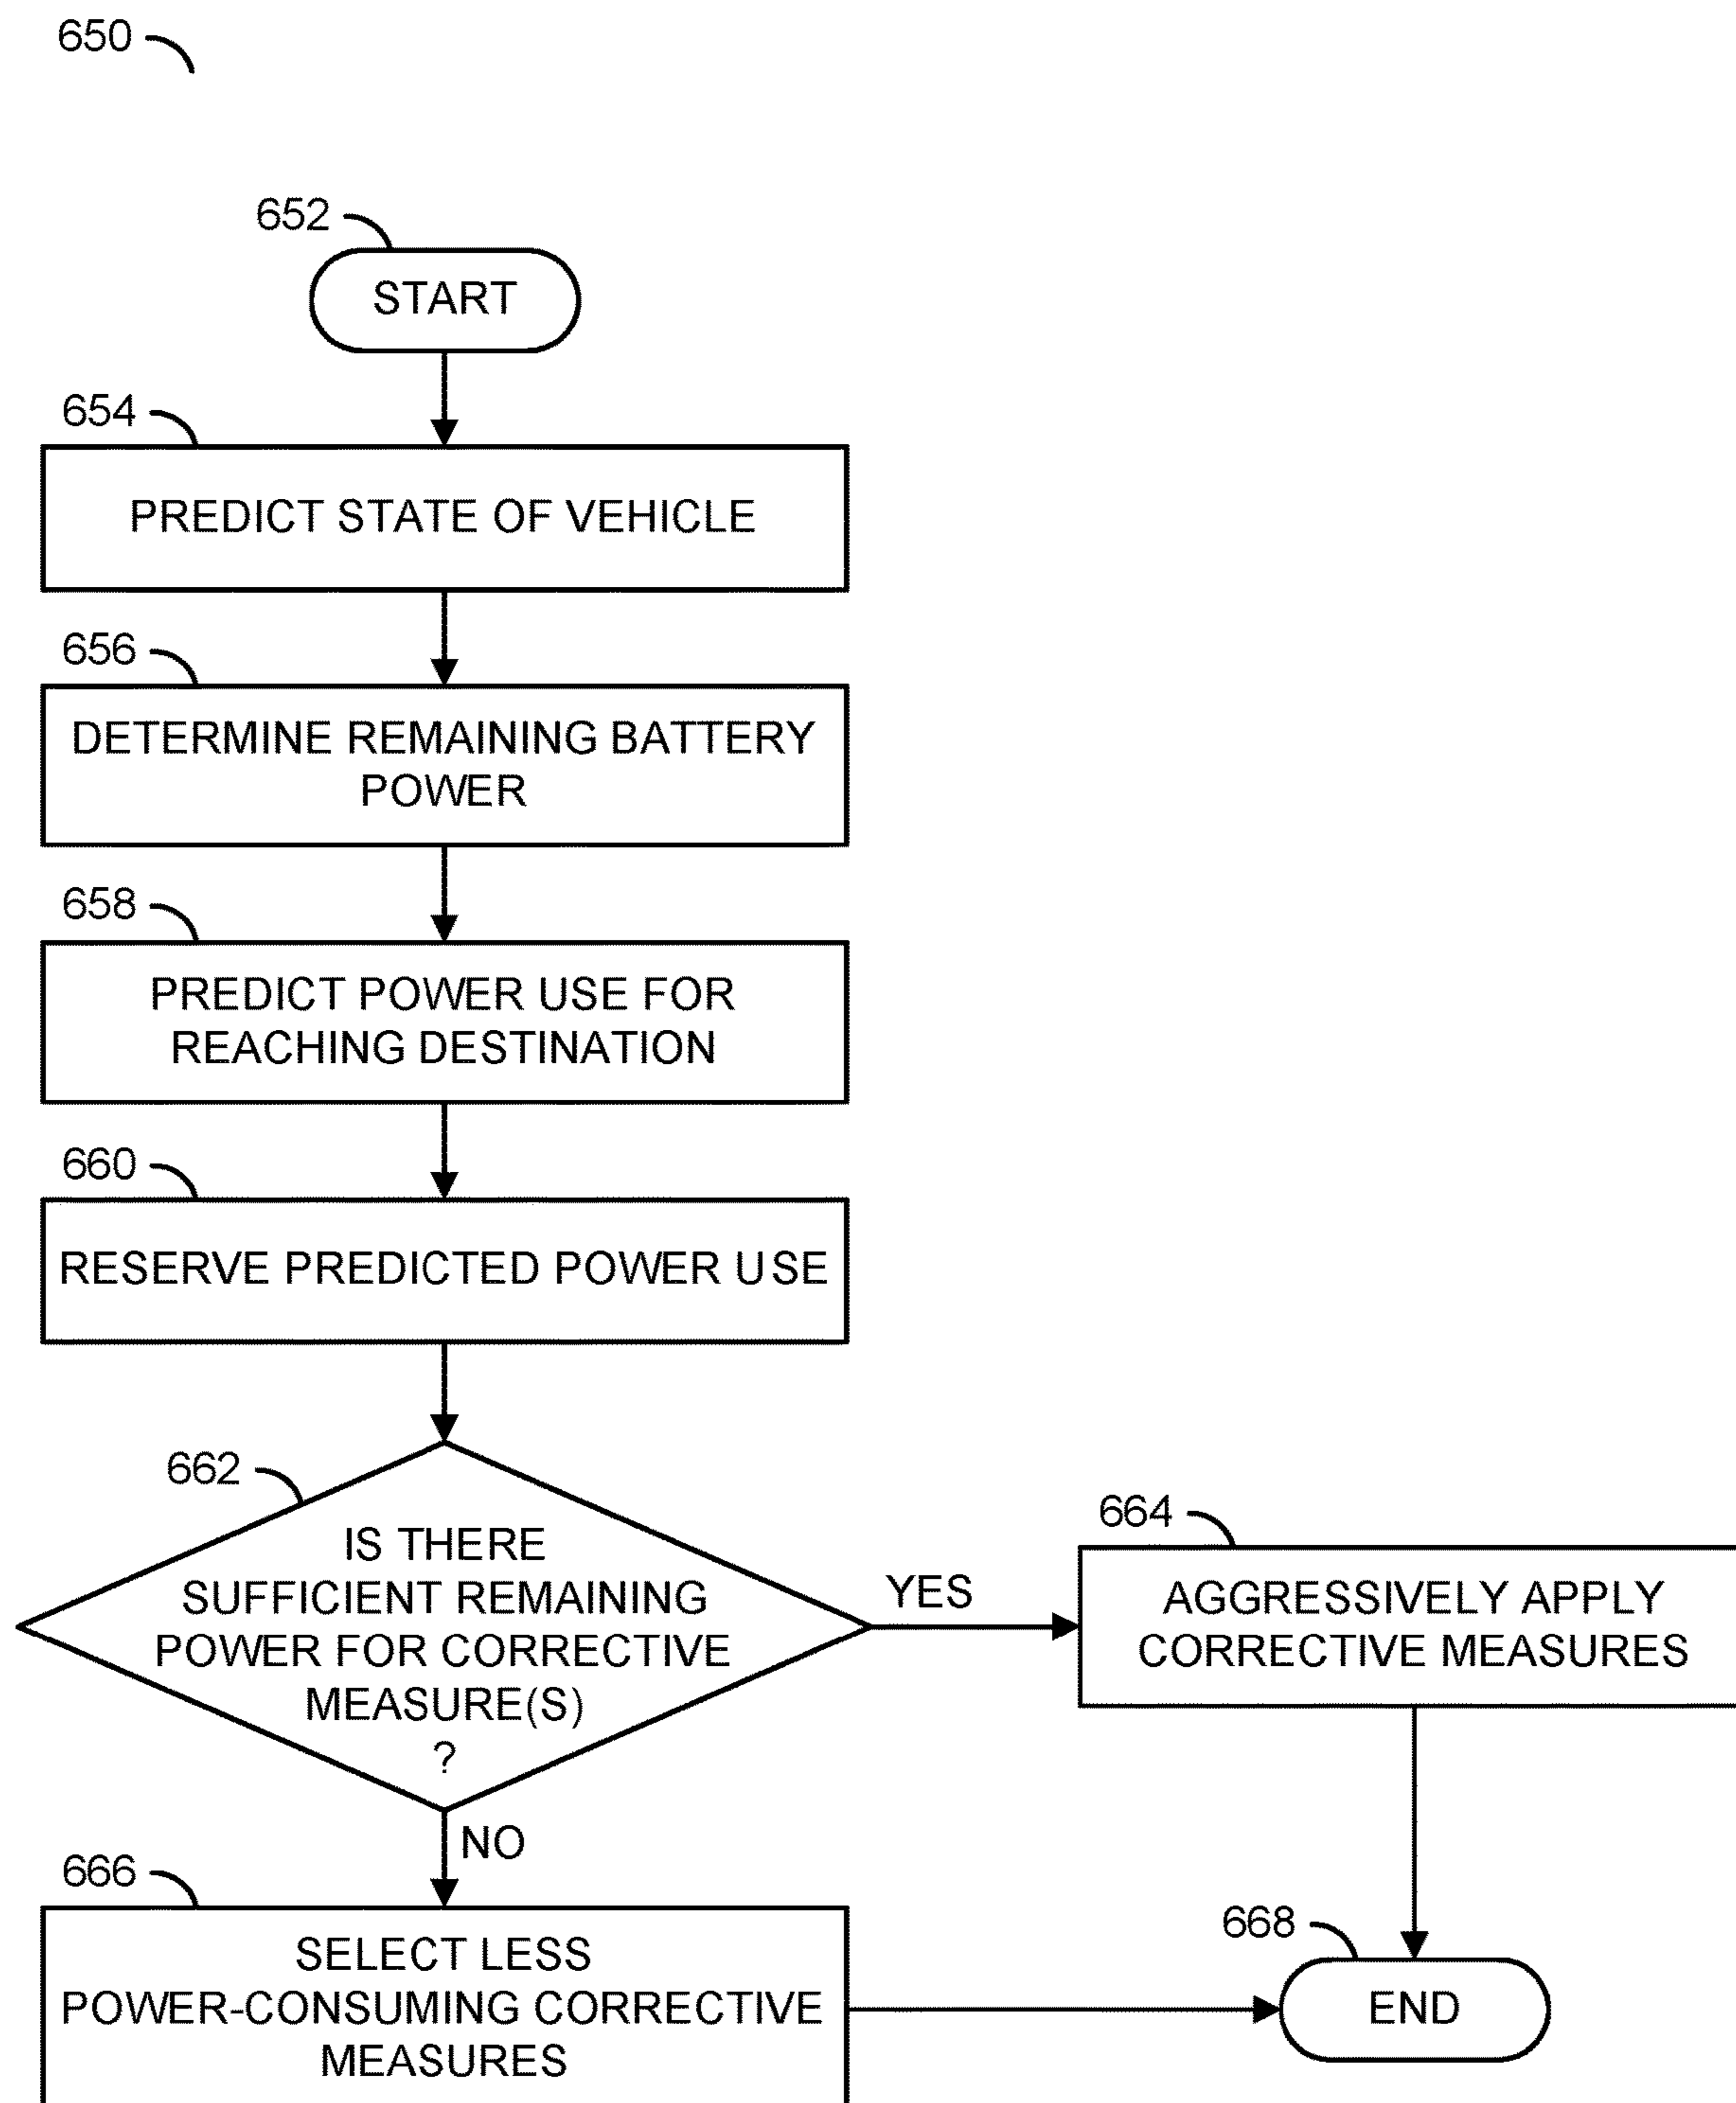 650
652
START
654
PREDICT STATE OF VEHICLE
656
DETERMINE REMAINING BATTERY
POWER
658
PREDICT POWER USE FOR
REACHING DESTINATION
660
RESERVE PREDICTED POWER USE
662
IS THERE
SUFFICIENT REMAINING
POWER FOR CORRECTIVE
MEASURE(S)
?
YES
664
AGGRESSIVELY APPLY
CORRECTIVE MEASURES
NO
666
SELECT LESS
POWER-CONSUMING CORRECTIVE
MEASURES
668
END